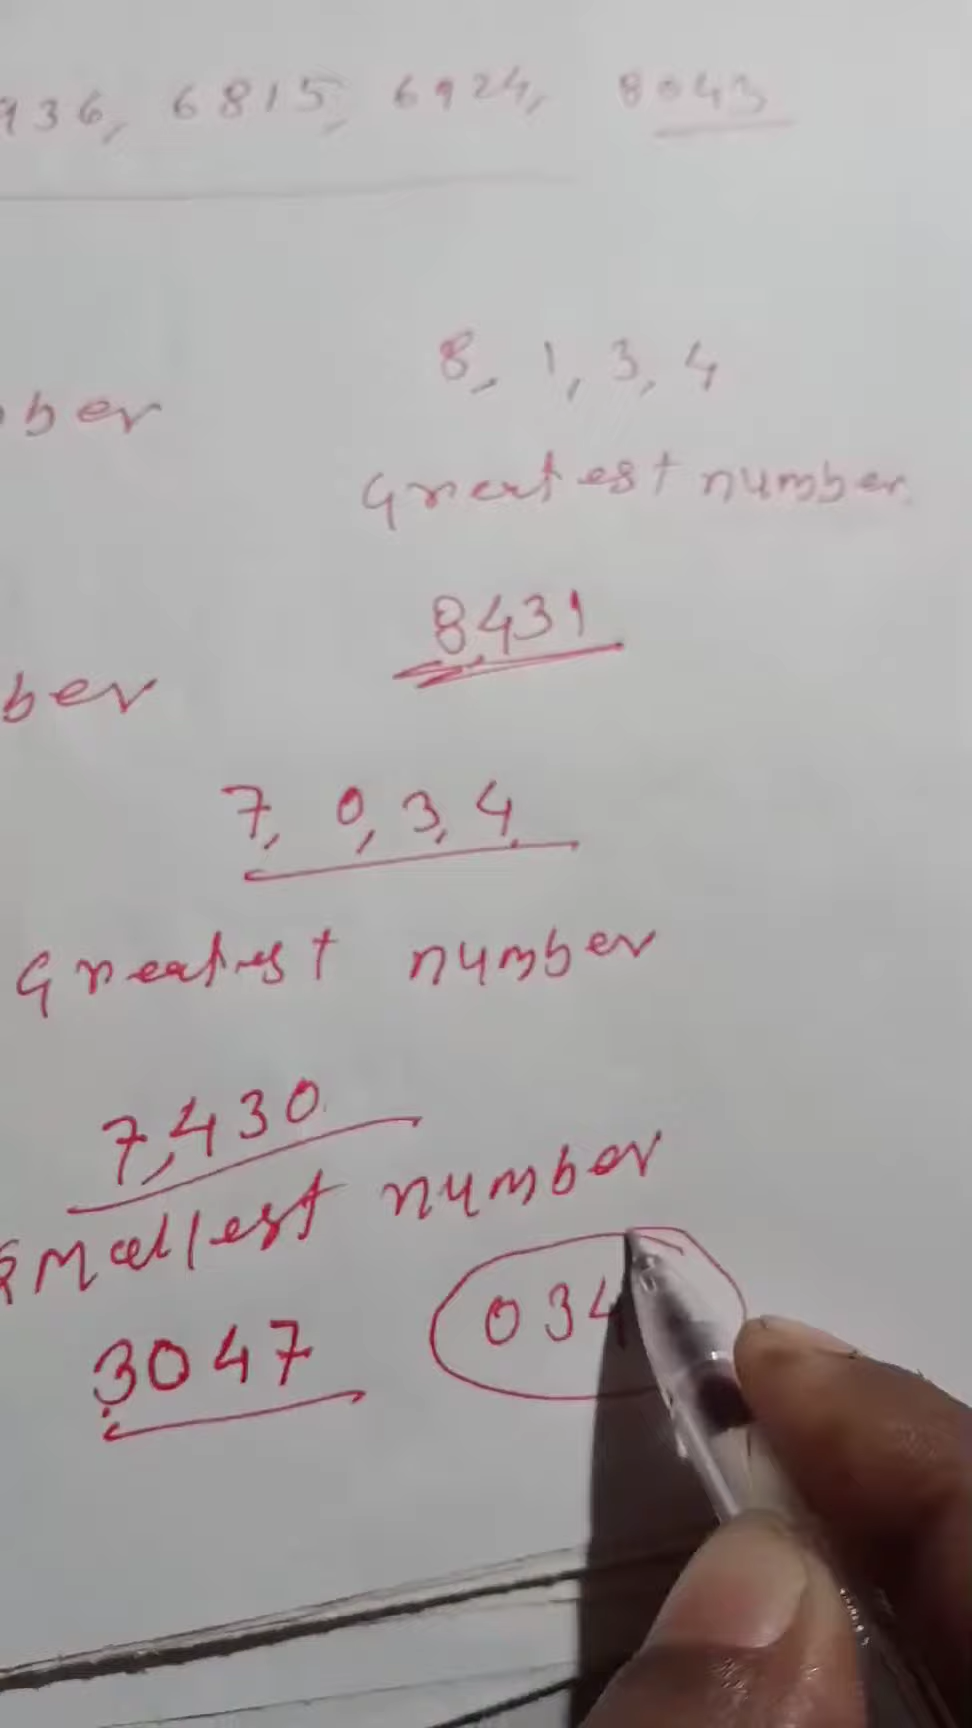 936, 6815, 6924, 8043
8, 1, 3, 4
ber
Greatest number
8431
ber
7, 0, 3, 4
Greatest number
7,430
Smallest number
3047 034